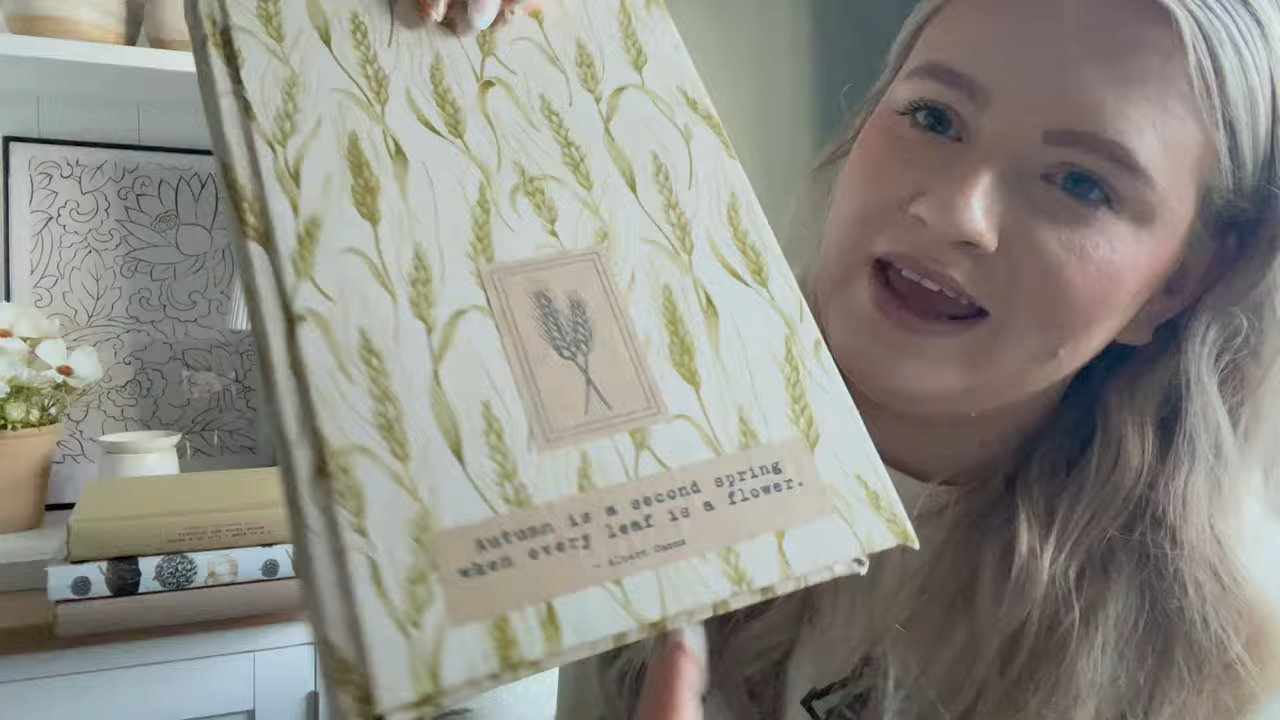 Autumn is a second spring
when every leaf is a flower.
- Albert Camus